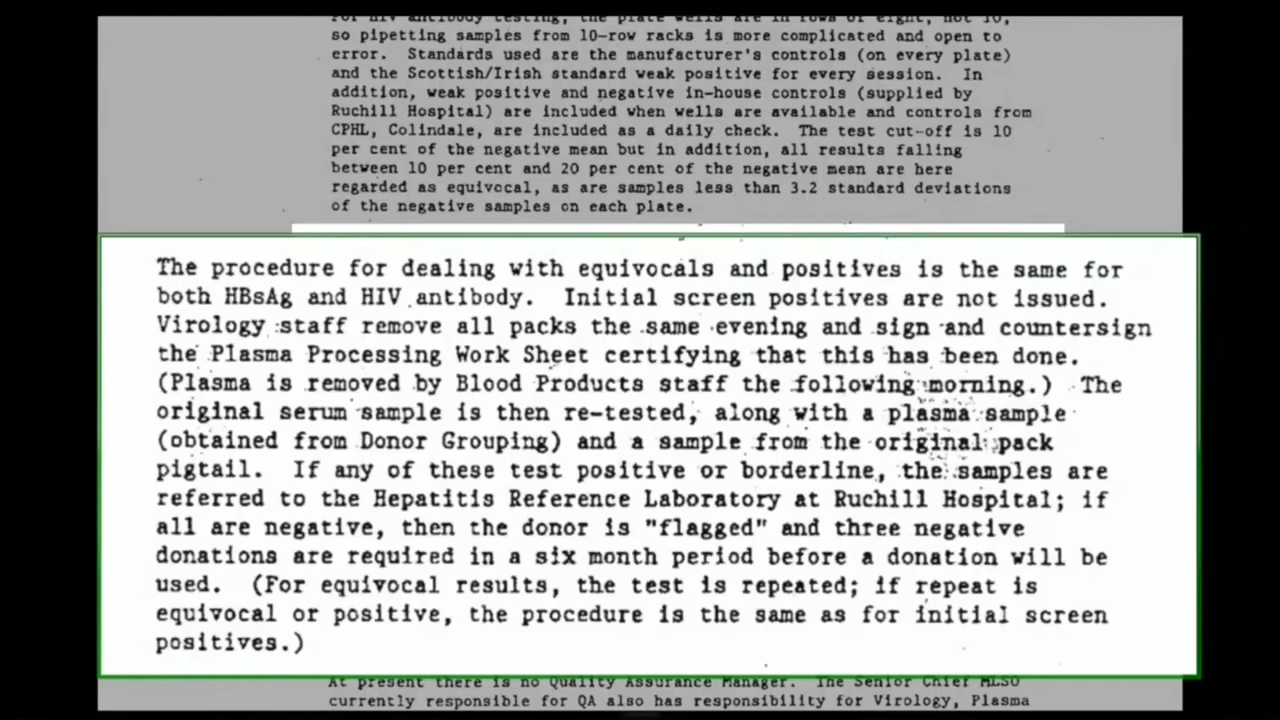 For HIV antibody testing, the plate wells are in rows of eight, not 10,
so pipetting samples from 10-row racks is more complicated and open to
error. Standards used are the manufacturer's controls (on every plate)
and the Scottish/Irish standard weak positive for every session. In
addition, weak positive and negative in-house controls (supplied by
Ruchill Hospital) are included when wells are available and controls from
CPHL, Colindale, are included as a daily check. The test cut-off is 10
per cent of the negative mean but in addition, all results falling
between 10 per cent and 20 per cent of the negative mean are here
regarded as equivocal, as are samples less than 3.2 standard deviations
of the negative samples on each plate.
The procedure for dealing with equivocals and positives is the same for
both HBsAg and HIV antibody. Initial screen positives are not issued.
Virology staff remove all packs the same evening and sign and countersign
the Plasma Processing Work Sheet certifying that this has been done.
(Plasma is removed by Blood Products staff the following morning.) The
original serum sample is then re-tested, along with a plasma sample
(obtained from Donor Grouping) and a sample from the original pack
pigtail. If any of these test positive or borderline, the samples are
referred to the Hepatitis Reference Laboratory at Ruchill Hospital; if
all are negative, then the donor is "flagged" and three negative
donations are required in a six month period before a donation will be
used. (For equivocal results, the test is repeated; if repeat is
equivocal or positive, the procedure is the same as for initial screen
positives.)
At present there is no Quality Assurance Manager. The Senior Chief MLSO
currently responsible for QA also has responsibility for Virology, Plasma